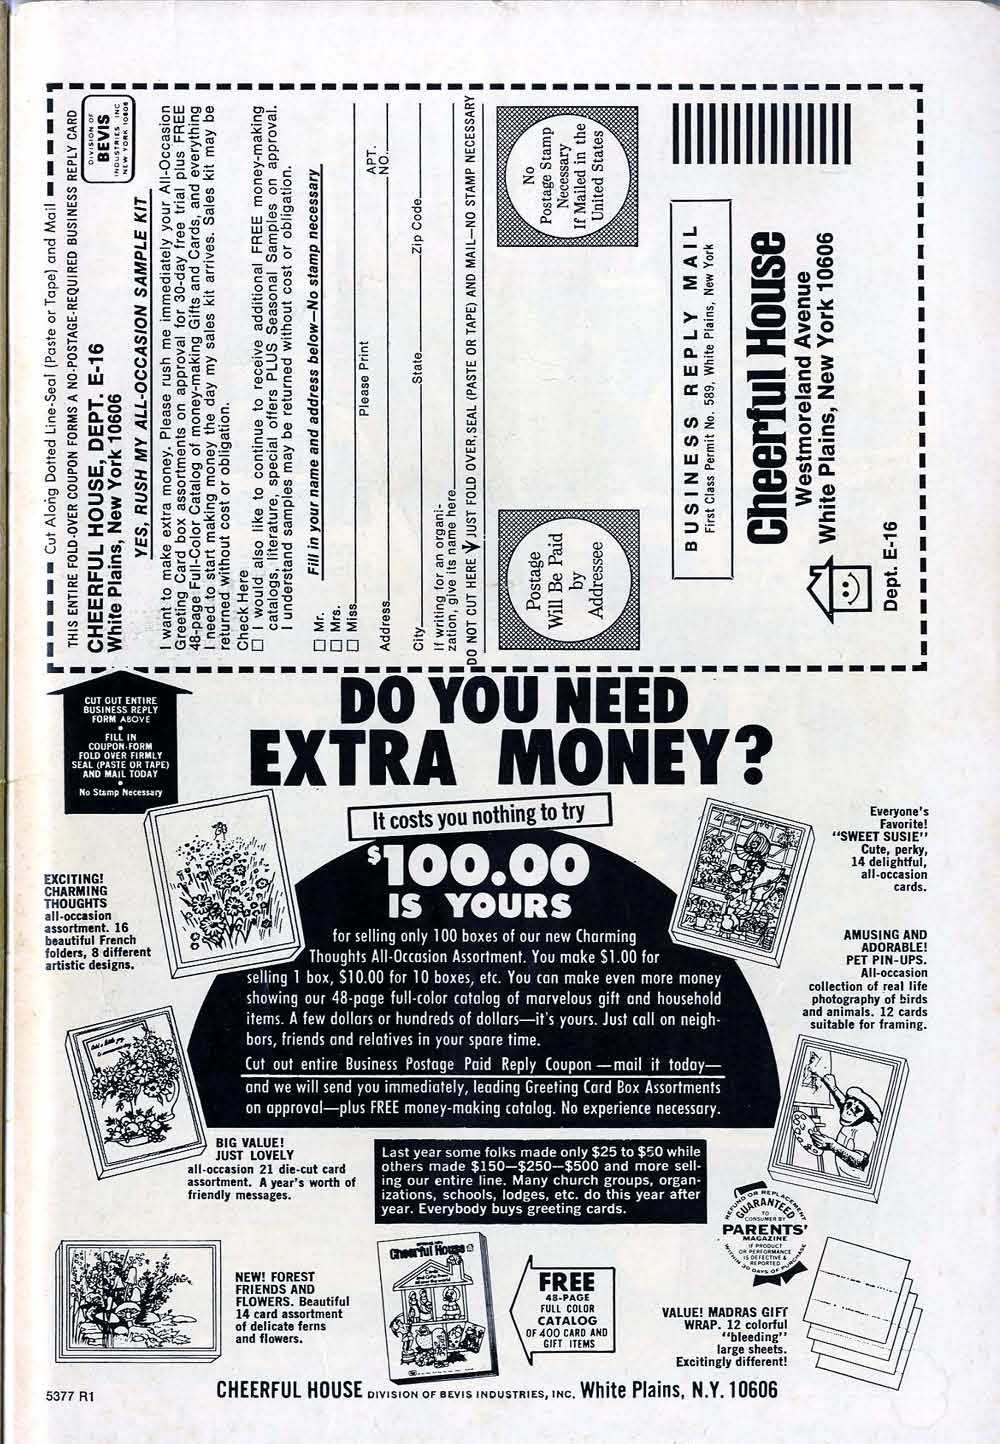 Cut Along Dotted Line-Seal (Paste or Tape) and Mail
THIS ENTIRE FOLD-OVER COUPON FORMS A NO-POSTAGE-REQUIRED BUSINESS REPLY CARD
CHEERFUL HOUSE, DEPT. E-16
White Plains, New York 10606
DIVISION OF
BEVIS
INDUSTRIES INC
NEW YORK 10606
YES, RUSH MY ALL-OCCASION SAMPLE KIT
I want to make extra money. Please rush me immediately your All-Occasion
Greeting Card box assortments on approval for 30-day free trial plus FREE
48-page Full-Color Catalog of money-making Gifts and Cards, and everything
I need to start making money the day my sales kit arrives. Sales kit may be
returned without cost or obligation.
Check Here
☐ I would also like to continue to receive additional FREE money-making
catalogs, literature, special offers PLUS Seasonal Samples on approval.
I understand samples may be returned without cost or obligation.
Fill in your name and address below—No stamp necessary
☐ Mr.
☐ Mrs.
☐ Miss
Please Print
Address
APT. NO.
City
State
Zip Code
If writing for an organi-
zation, give its name here
DO NOT CUT HERE JUST FOLD OVER, SEAL (PASTE OR TAPE) AND MAIL—NO STAMP NECESSARY
Postage
Will Be Paid
by
Addressee
No
Postage Stamp
Necessary
If Mailed in the
United States
BUSINESS REPLY MAIL
First Class Permit No. 589, White Plains, New York
Cheerful House
Westmoreland Avenue
White Plains, New York 10606
Dept. E-16
CUT OUT ENTIRE
BUSINESS REPLY
FORM ABOVE
•
FILL IN
COUPON-FORM
FOLD OVER FIRMLY
SEAL (PASTE OR TAPE)
AND MAIL TODAY
•
No Stamp Necessary
DO YOU NEED
EXTRA MONEY?
It costs you nothing to try
$100.00
IS YOURS
for selling only 100 boxes of our new Charming
Thoughts All-Occasion Assortment. You make $1.00 for
selling 1 box, $10.00 for 10 boxes, etc. You can make even more money
showing our 48-page full-color catalog of marvelous gift and household
items. A few dollars or hundreds of dollars—it's yours. Just call on neigh-
bors, friends and relatives in your spare time.
Cut out entire Business Postage Paid Reply Coupon—mail it today—
and we will send you immediately, leading Greeting Card Box Assortments
on approval—plus FREE money-making catalog. No experience necessary.
EXCITING!
CHARMING
THOUGHTS
all-occasion
assortment. 16
beautiful French
folders, 8 different
artistic designs.
Everyone's
Favorite!
"SWEET SUSIE"
Cute, perky,
14 delightful,
all-occasion
cards.
AMUSING AND
ADORABLE!
PET PIN-UPS.
All-occasion
collection of real life
photography of birds
and animals. 12 cards
suitable for framing.
BIG VALUE!
JUST LOVELY
all-occasion 21 die-cut card
assortment. A year's worth of
friendly messages.
Last year some folks made only $25 to $50 while
others made $150—$250—$500 and more sell-
ing our entire line. Many church groups, organ-
izations, schools, lodges, etc. do this year after
year. Everybody buys greeting cards.
REFUND OR REPLACEMENT
GUARANTEED
TO
CONSUMER BY
PARENTS'
MAGAZINE
IF PRODUCT
OR PERFORMANCE
IS DEFECTIVE &
REPORTED
WITHIN 30 DAYS OF PURCHASE
NEW! FOREST
FRIENDS AND
FLOWERS. Beautiful
14 card assortment
of delicate ferns
and flowers.
Cheerful House
FREE
48-PAGE
FULL COLOR
CATALOG
OF 400 CARD AND
GIFT ITEMS
VALUE! MADRAS GIFT
WRAP. 12 colorful
"bleeding"
large sheets.
Excitingly different!
5377 R1
CHEERFUL HOUSE DIVISION OF BEVIS INDUSTRIES, INC. White Plains, N.Y. 10606